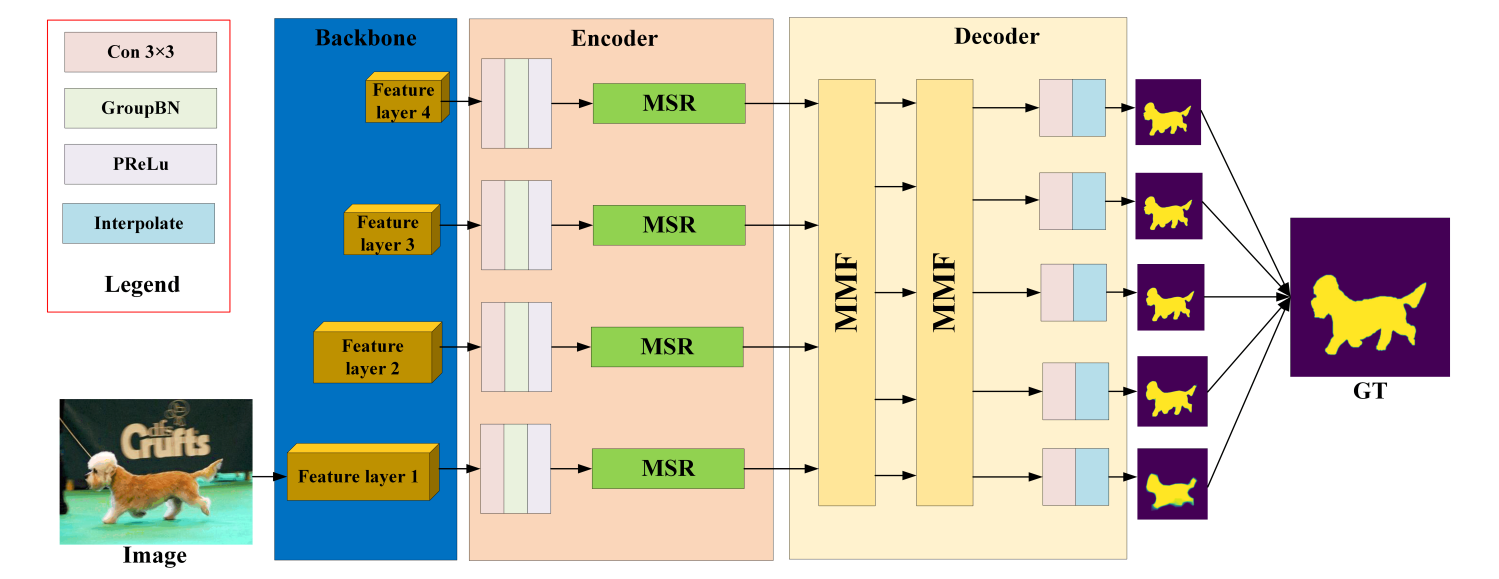 Con 3×3
GroupBN
PReLu
Interpolate
Legend
Image
dfs
Crufts
Backbone
Feature
layer 4
Feature
layer 3
Feature
layer 2
Feature layer 1
Encoder
MSR
MSR
MSR
MSR
Decoder
MMF
MMF
GT